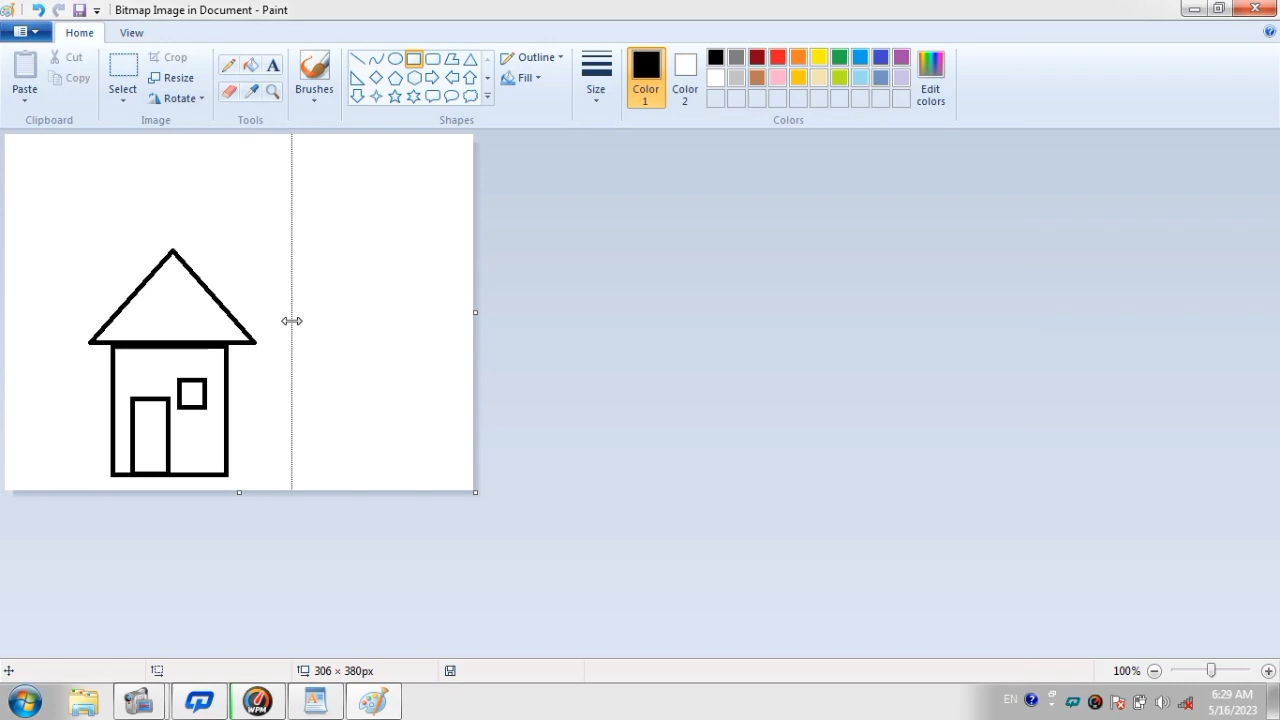 Bitmap Image in Document - Paint
Home View
Paste Cut Copy
Select Crop Resize Rotate
Brushes
Outline Fill
Size
Color 1
Color 2
Edit colors
Clipboard Image Tools Shapes Colors
306 × 380px
100%
WPM
EN
6:29 AM
5/16/2023